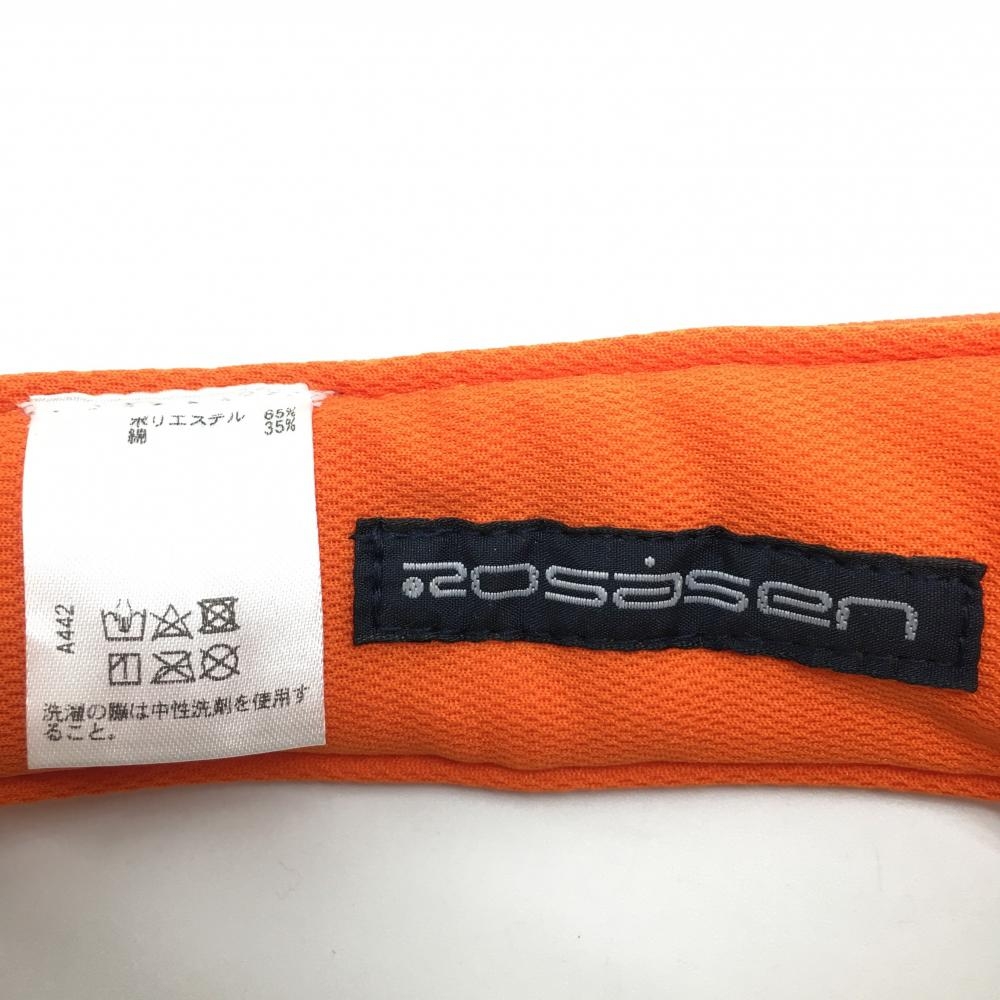 ポリエステル 65%
綿 35%
A442
洗濯の際は中性洗剤を使用す
ること。
ROSASEN